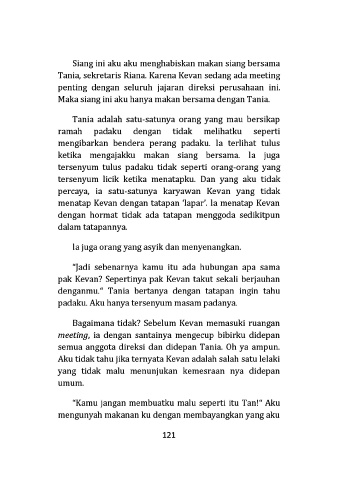 Siang ini aku aku menghabiskan makan siang bersama
Tania, sekretaris Riana. Karena Kevan sedang ada meeting
penting dengan seluruh jajaran direksi perusahaan ini.
Maka siang ini aku hanya makan bersama dengan Tania.
Tania adalah satu-satunya orang yang mau bersikap
ramah padaku dengan tidak melihatku seperti
mengibarkan bendera perang padaku. Ia terlihat tulus
ketika mengajakku makan siang bersama. Ia juga
tersenyum tulus padaku tidak seperti orang-orang yang
tersenyum licik ketika menatapku. Dan yang aku tidak
percaya, ia satu-satunya karyawan Kevan yang tidak
menatap Kevan dengan tatapan 'lapar'. Ia menatap Kevan
dengan hormat tidak ada tatapan menggoda sedikitpun
dalam tatapannya.
Ia juga orang yang asyik dan menyenangkan.
"Jadi sebenarnya kamu itu ada hubungan apa sama
pak Kevan? Sepertinya pak Kevan takut sekali berjauhan
denganmu." Tania bertanya dengan tatapan ingin tahu
padaku. Aku hanya tersenyum masam padanya.
Bagaimana tidak? Sebelum Kevan memasuki ruangan
meeting, ia dengan santainya mengecup bibirku didepan
semua anggota direksi dan didepan Tania. Oh ya ampun.
Aku tidak tahu jika ternyata Kevan adalah salah satu lelaki
yang tidak malu menunjukan kemesraan nya didepan
umum.
"Kamu jangan membuatku malu seperti itu Tan!" Aku
mengunyah makanan ku dengan membayangkan yang aku
121